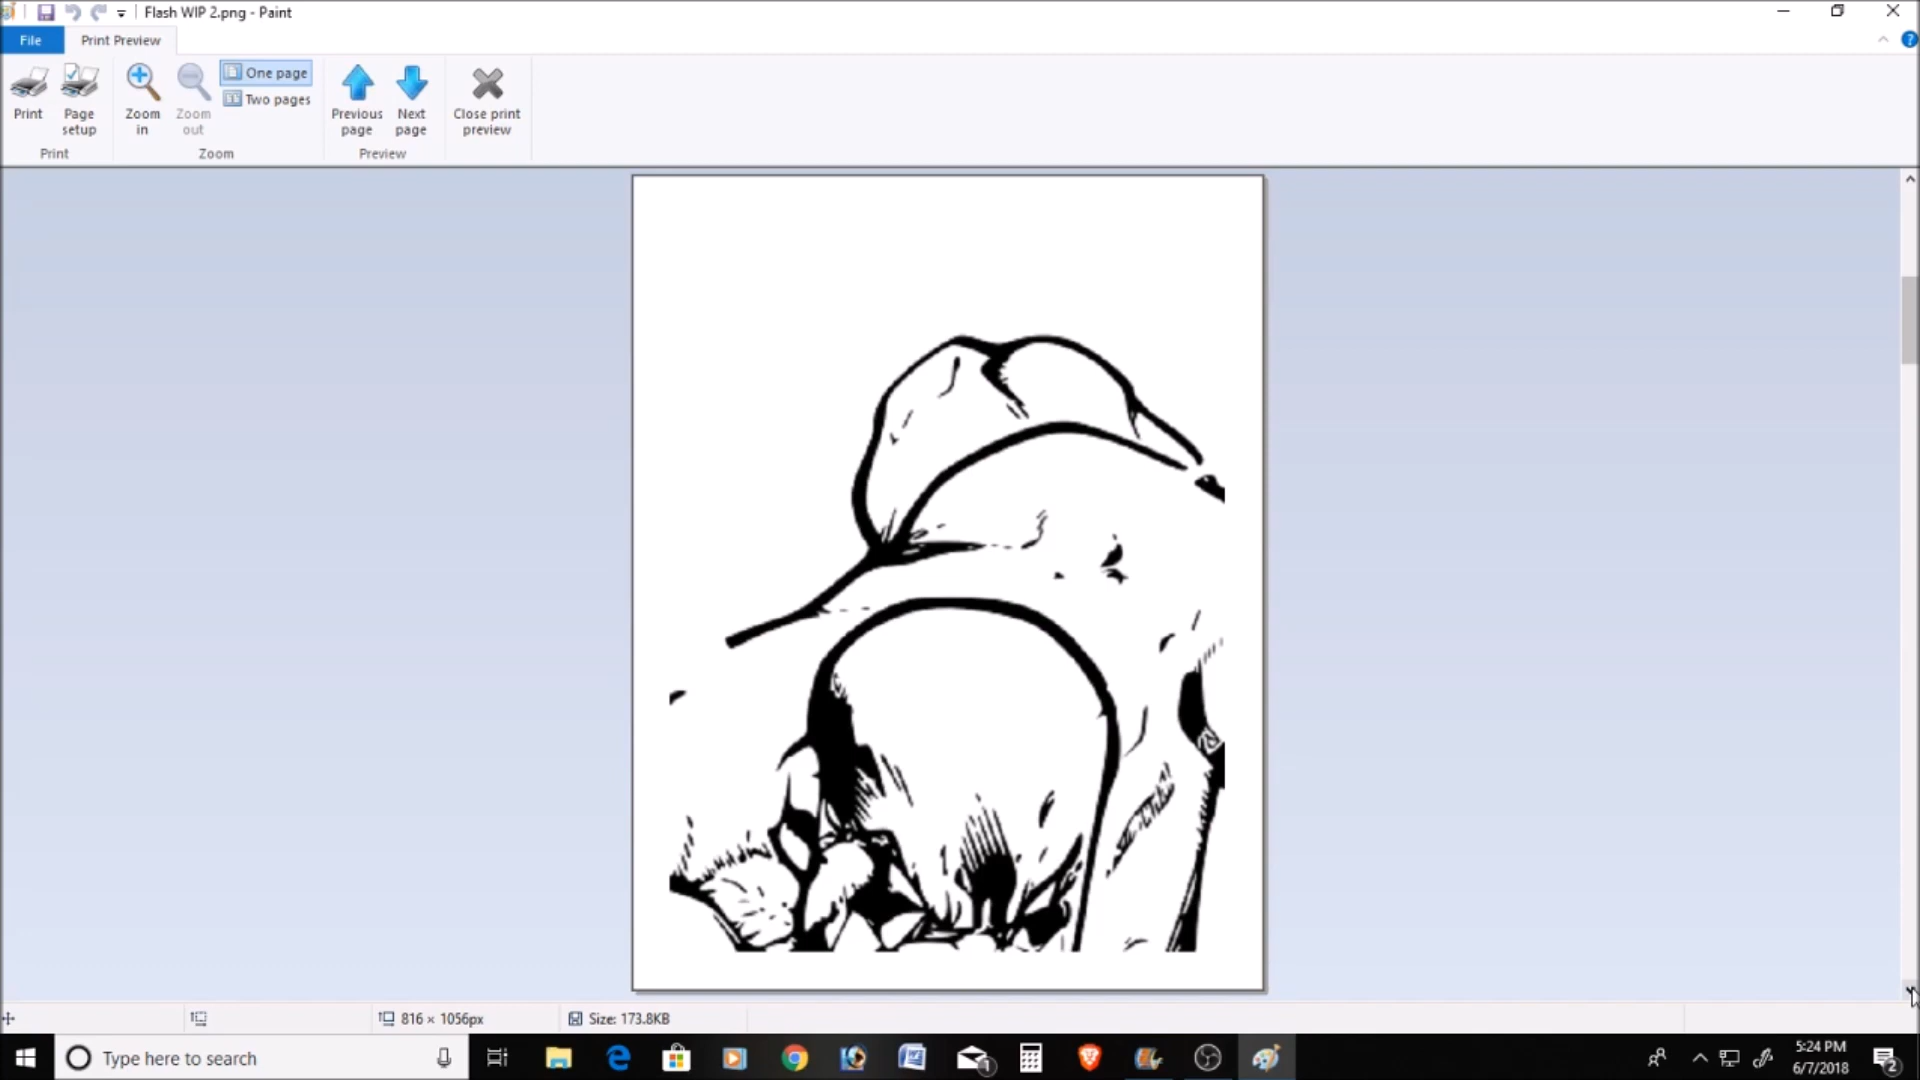 Flash WIP 2.png - Paint
File
Print Preview
Print
Page setup
Zoom in
Zoom out
One page
Two pages
Previous page
Next page
Close print preview
Print
Zoom
Preview
816 × 1056px
Size: 173.8KB
Type here to search
5:24 PM
6/7/2018
1
2